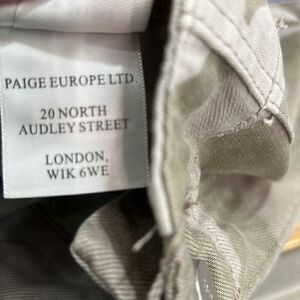 PAIGE EUROPE LTD.
20 NORTH
AUDLEY STREET
LONDON,
WIK 6WE